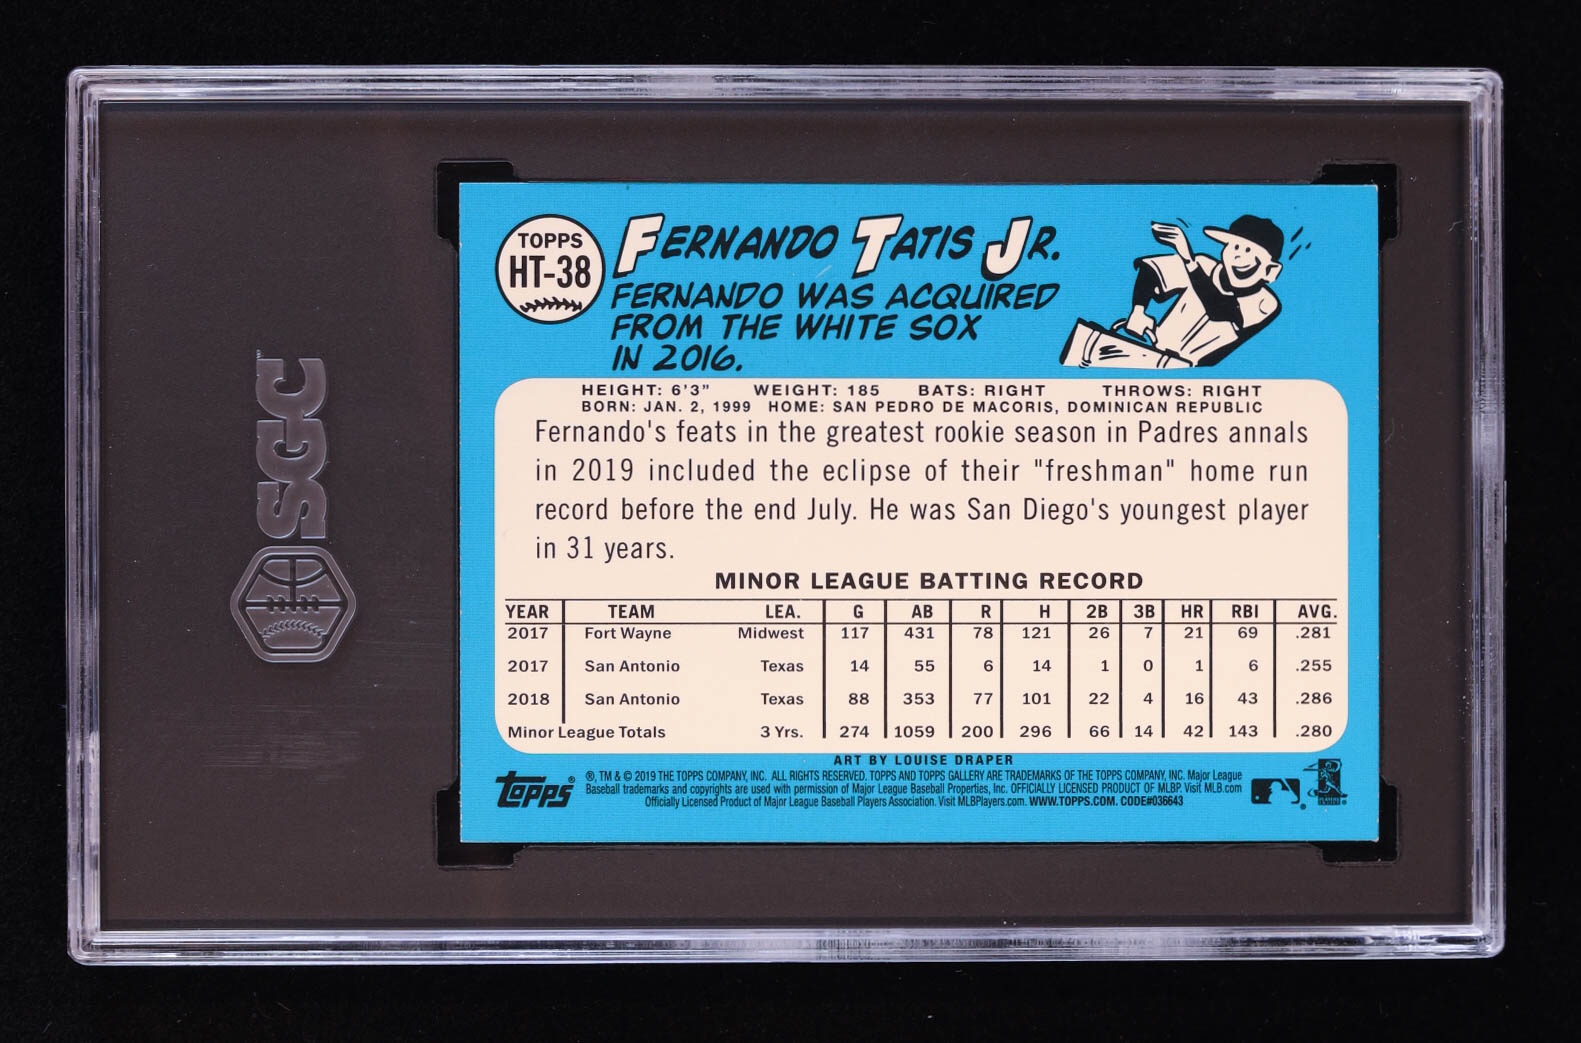 SGC
TOPPS
HT-38
FERNANDO TATIS JR.
FERNANDO WAS ACQUIRED
FROM THE WHITE SOX
IN 2016.
HEIGHT: 6'3" WEIGHT: 185 BATS: RIGHT THROWS: RIGHT
BORN: JAN. 2, 1999 HOME: SAN PEDRO DE MACORIS, DOMINICAN REPUBLIC
Fernando's feats in the greatest rookie season in Padres annals
in 2019 included the eclipse of their "freshman" home run
record before the end July. He was San Diego's youngest player
in 31 years.
MINOR LEAGUE BATTING RECORD
YEAR TEAM LEA. G AB R H 2B 3B HR RBI AVG.
2017 Fort Wayne Midwest 117 431 78 121 26 7 21 69 .281
2017 San Antonio Texas 14 55 6 14 1 0 1 6 .255
2018 San Antonio Texas 88 353 77 101 22 4 16 43 .286
Minor League Totals 3 Yrs. 274 1059 200 296 66 14 42 143 .280
ART BY LOUISE DRAPER
Topps®
®, TM & © 2019 THE TOPPS COMPANY, INC. ALL RIGHTS RESERVED. TOPPS AND TOPPS GALLERY ARE TRADEMARKS OF THE TOPPS COMPANY, INC. Major League
Baseball trademarks and copyrights are used with permission of Major League Baseball Properties, Inc. OFFICIALLY LICENSED PRODUCT OF MLBP. Visit MLB.com
Officially Licensed Product of Major League Baseball Players Association. Visit MLBPlayers.com. WWW.TOPPS.COM. CODE#036643